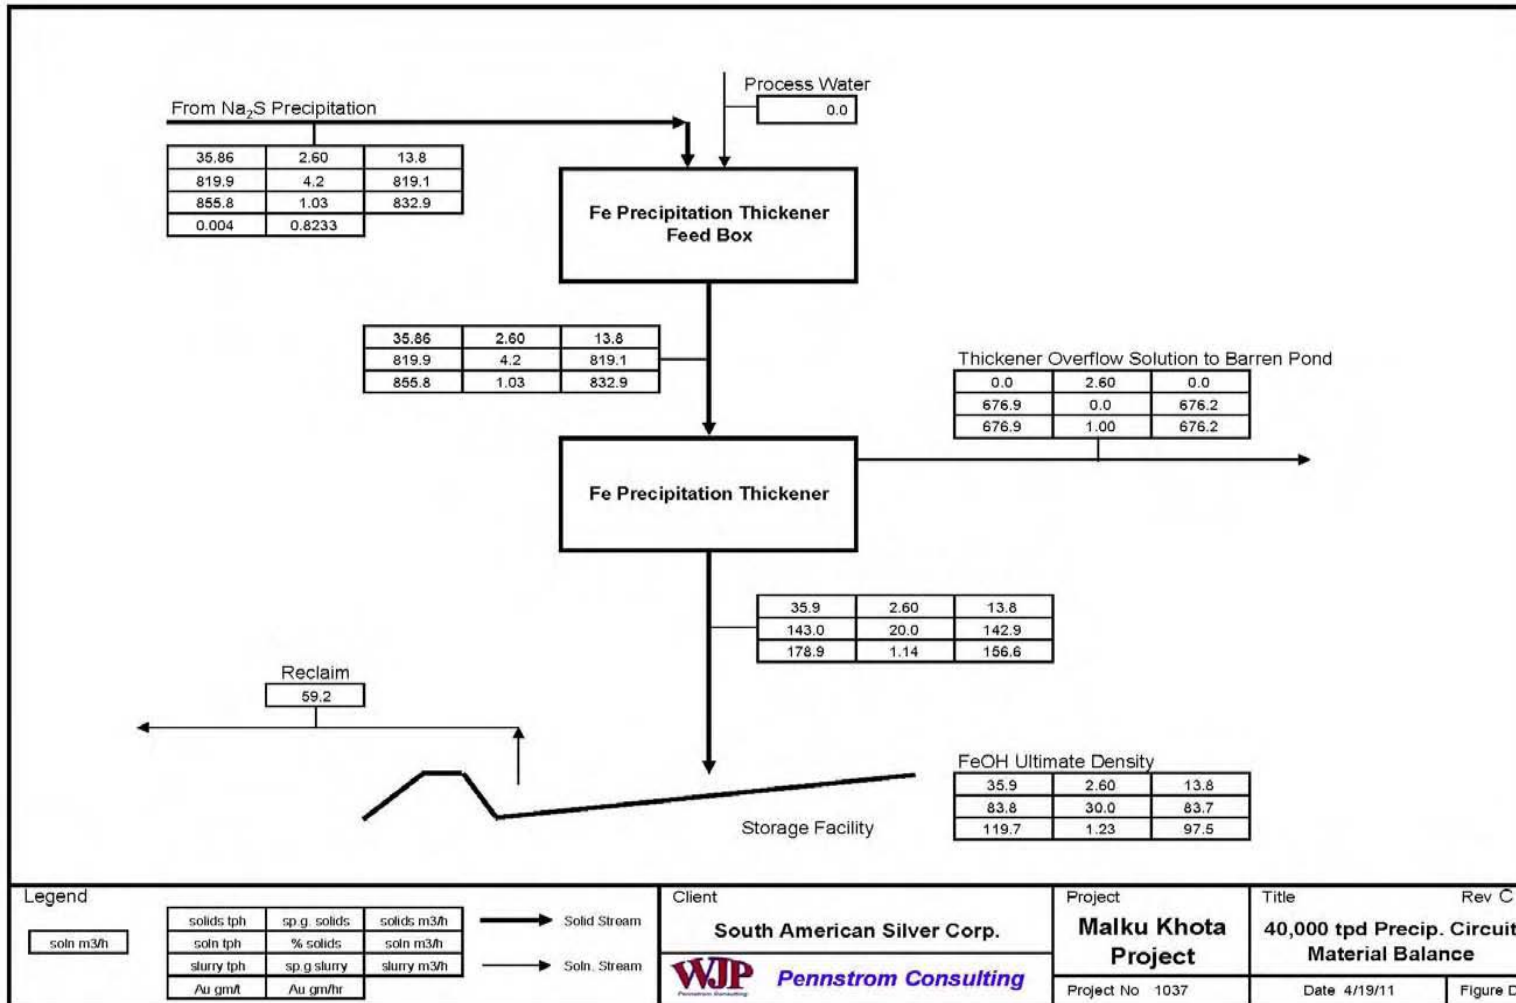 Process Water
0.0
From Na₂S Precipitation
35.86 2.60 13.8
819.9 4.2 819.1
855.8 1.03 832.9
0.004 0.8233
Fe Precipitation Thickener
Feed Box
35.86 2.60 13.8
819.9 4.2 819.1
855.8 1.03 832.9
Thickener Overflow Solution to Barren Pond
0.0 2.60 0.0
676.9 0.0 676.2
676.9 1.00 676.2
Fe Precipitation Thickener
35.9 2.60 13.8
143.0 20.0 142.9
178.9 1.14 156.6
Reclaim
59.2
FeOH Ultimate Density
35.9 2.60 13.8
83.8 30.0 83.7
119.7 1.23 97.5
Storage Facility
Legend
soln m3/h
solids tph sp.g. solids solids m3/h
soln tph % solids soln m3/h
slurry tph sp.g slurry slurry m3/h
Au gm/t Au gm/hr
Solid Stream
Soln. Stream
Client
South American Silver Corp.
WJP
Pennstrom Consulting
Pennstrom Consulting
Project
Malku Khota
Project
Project No 1037
Title Rev C
40,000 tpd Precip. Circuit
Material Balance
Date 4/19/11
Figure D